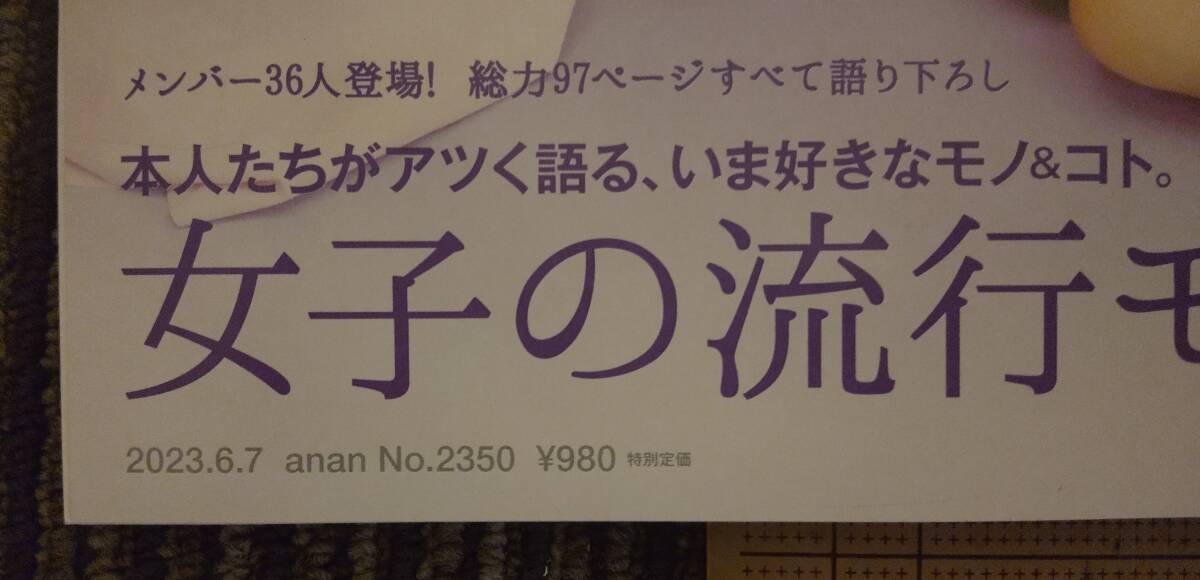 メンバー36人登場! 総力97ページすべて語り下ろし
本人たちがアツく語る、いま好きなモノ&コト。
女子の流行モ
2023.6.7 anan No.2350 ¥980 特別定価